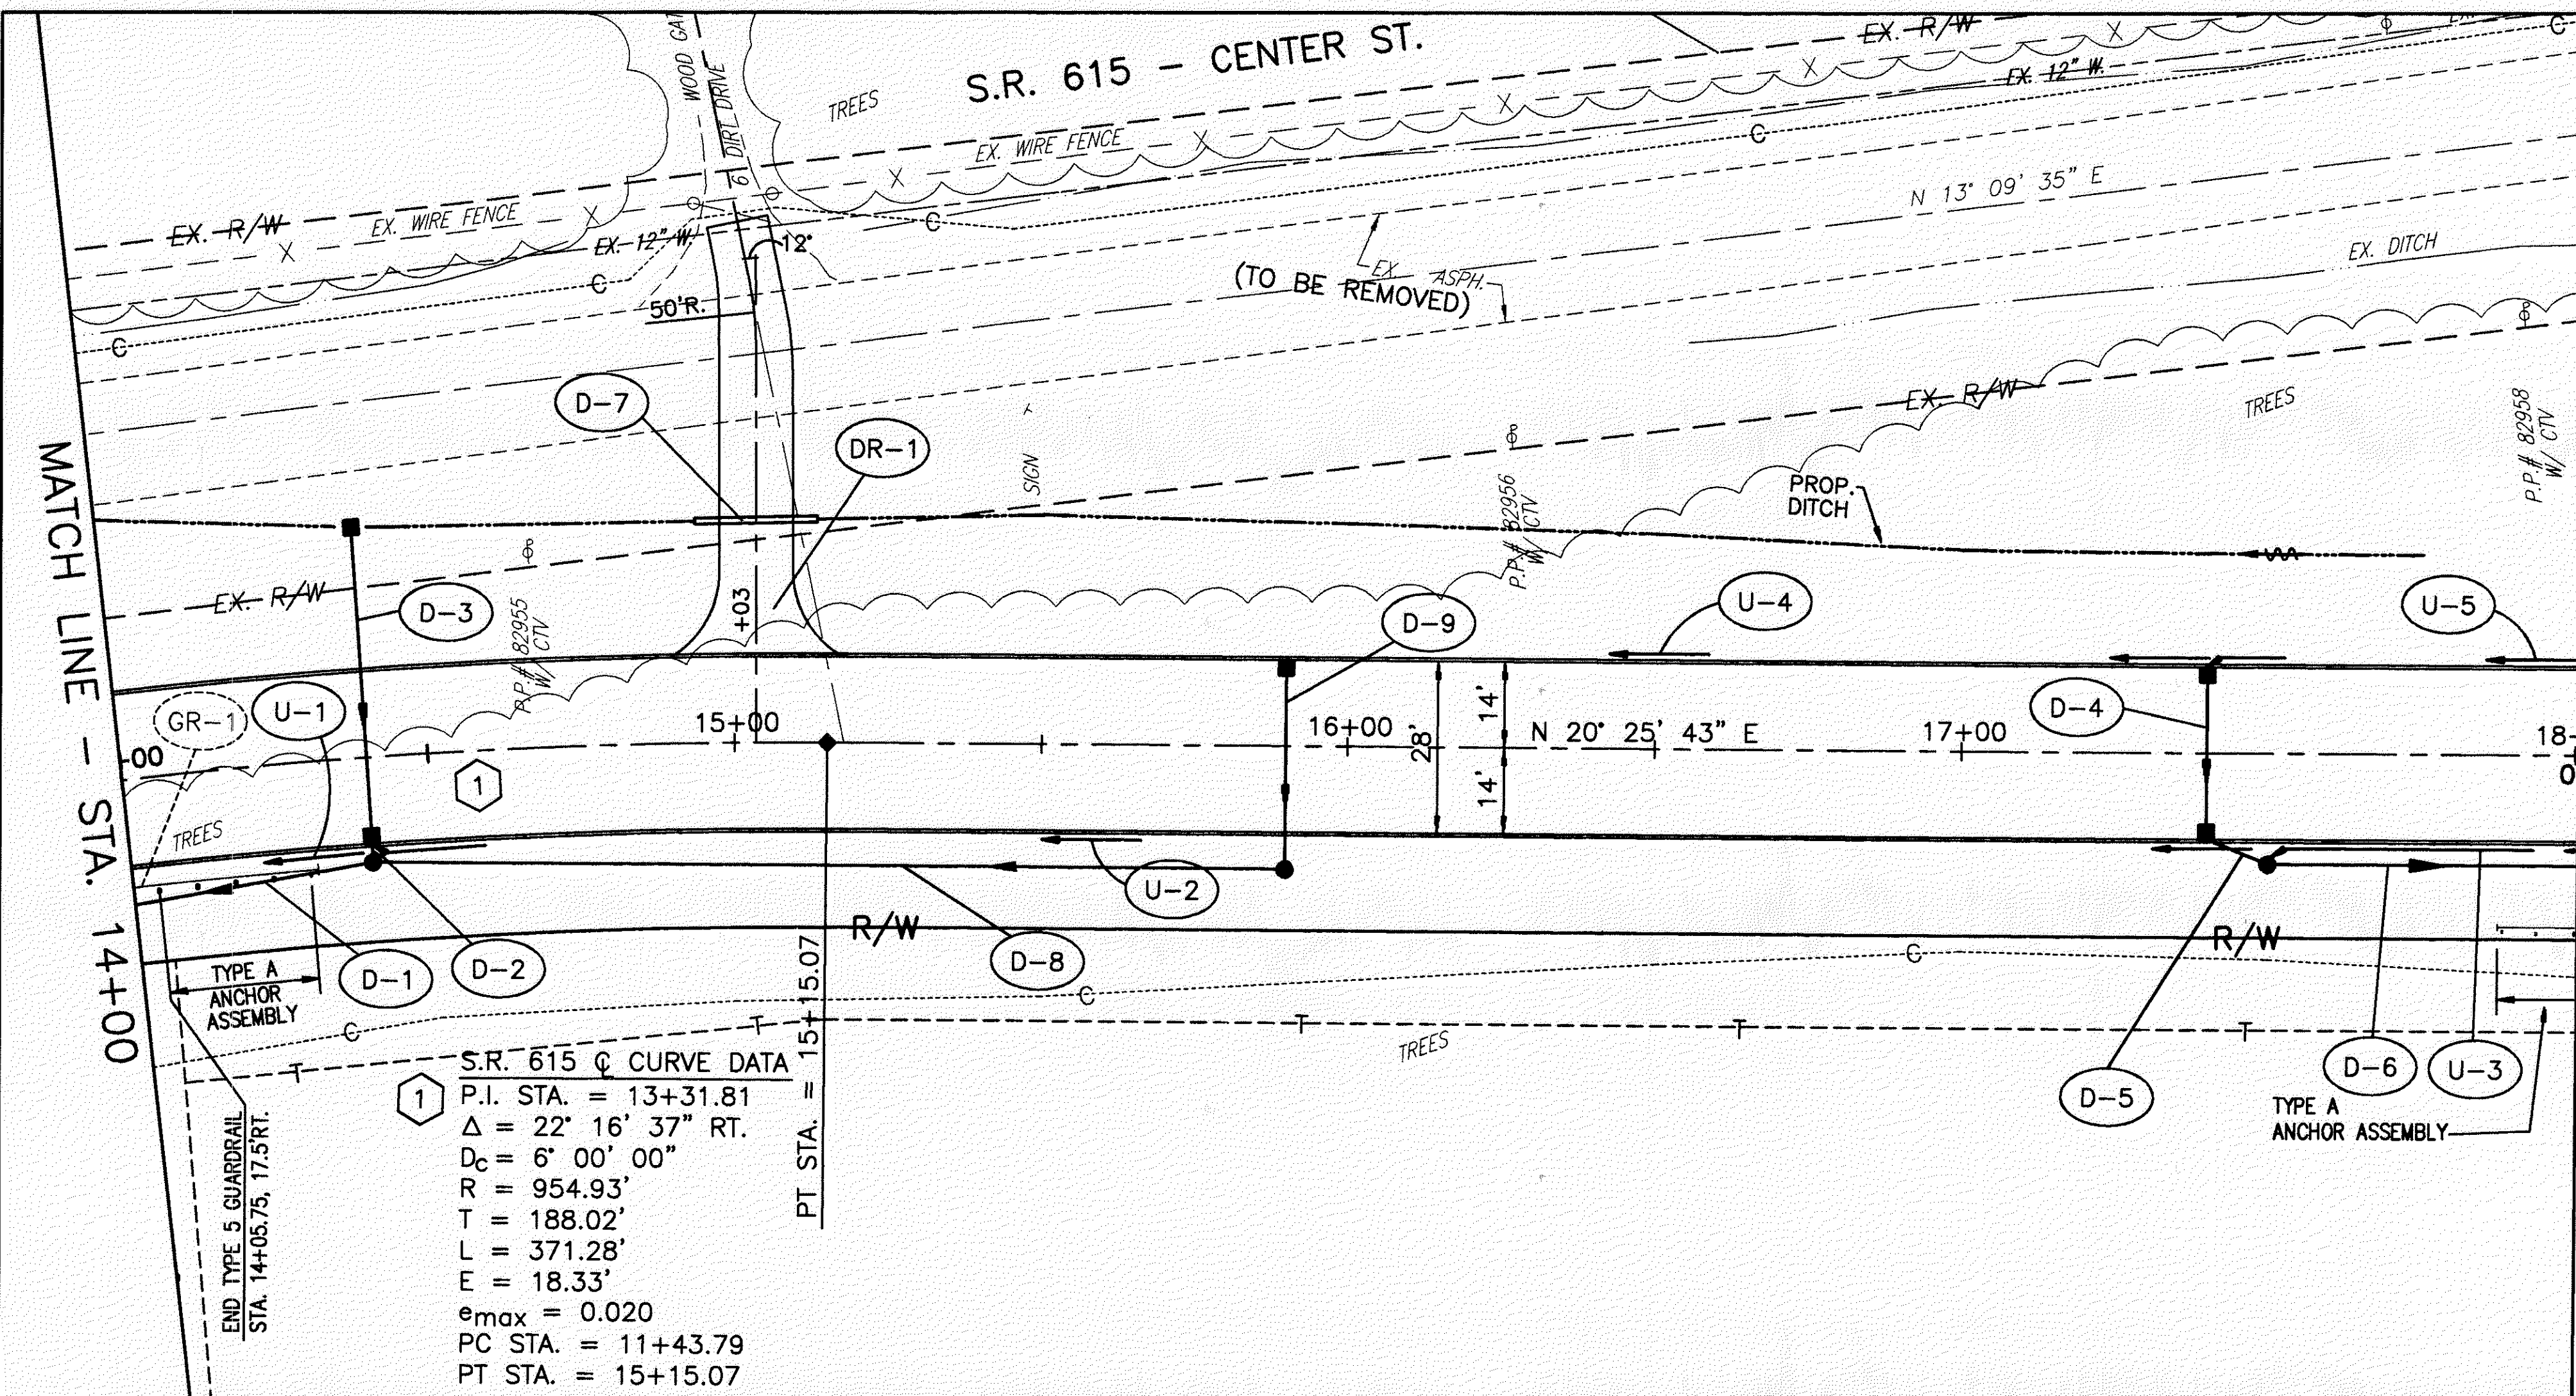 S.R. 615 - CENTER ST.
EX. R/W
EX. 12" W.
WOOD GAT
6' DIRT DRIVE
TREES
EX. WIRE FENCE
EX. R/W
EX. WIRE FENCE
EX. 12" W.
12°
50'R.
N 13° 09' 35" E
EX. DITCH
EX. ASPH.
(TO BE REMOVED)
C
C
C
C
C
D-7
DR-1
SIGN
EX. R/W
TREES
P.P.# 82958
W/ CTV
P.P.# 82956
W/ CTV
PROP.
DITCH
MATCH LINE - STA. 14+00
EX. R/W
D-3
P.P.# 82955
W/ CTV
+03
D-9
U-4
U-5
GR-1
U-1
00
15+00
16+00
28'
14'
14'
N 20° 25' 43" E
17+00
D-4
18
0
1
TREES
U-2
R/W
R/W
D-1
D-2
D-8
D-5
D-6
U-3
TYPE A
ANCHOR
ASSEMBLY
C
C
C
T
T
T
T
T
TREES
TYPE A
ANCHOR ASSEMBLY
PT STA. = 15+15.07
END TYPE 5 GUARDRAIL
STA. 14+05.75, 17.5'RT.
1
S.R. 615 ℄ CURVE DATA
P.I. STA. = 13+31.81
Δ = 22° 16' 37" RT.
Dc = 6° 00' 00"
R = 954.93'
T = 188.02'
L = 371.28'
E = 18.33'
emax = 0.020
PC STA. = 11+43.79
PT STA. = 15+15.07